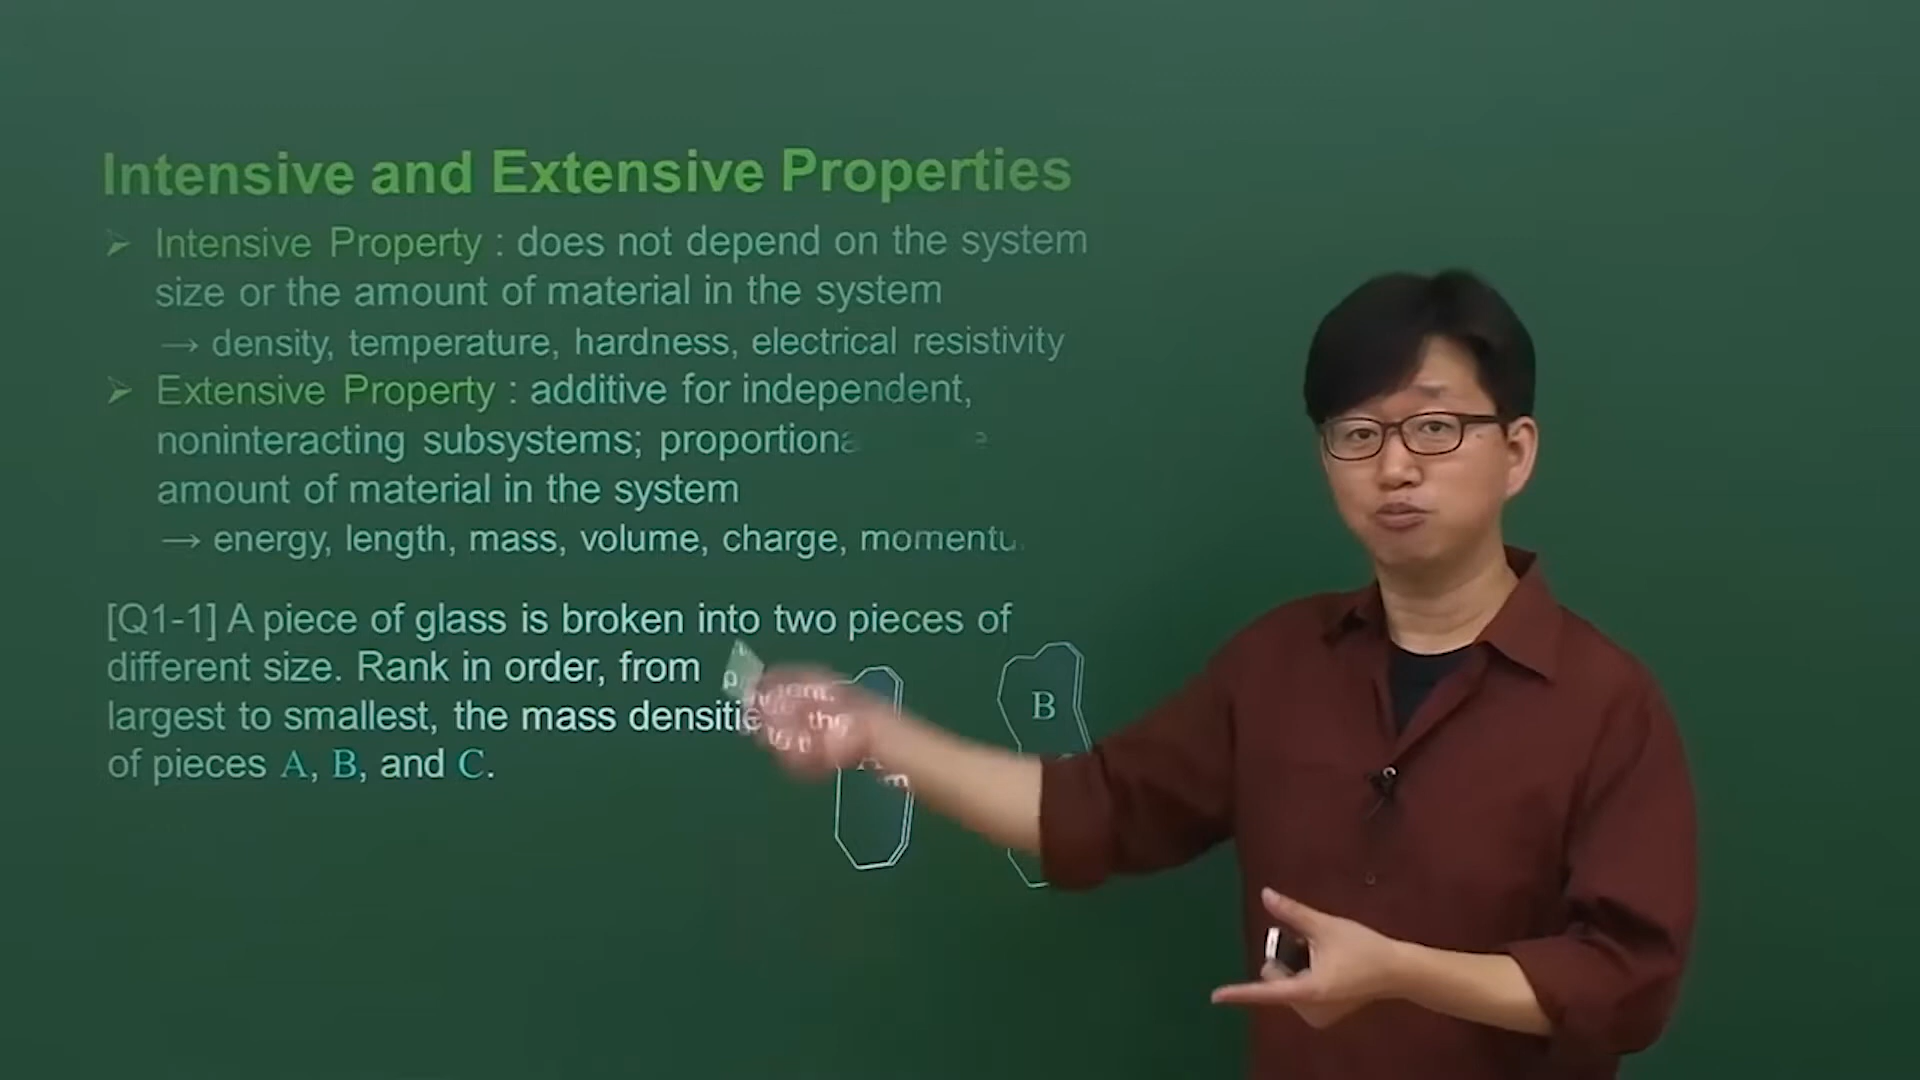 Intensive and Extensive Properties
➢ Intensive Property : does not depend on the system
size or the amount of material in the system
→ density, temperature, hardness, electrical resistivity
➢ Extensive Property : additive for independent,
noninteracting subsystems;
amount of material in the system
→ energy, length, mass, volume, charge,
[Q1-1] A piece of glass is broken into two pieces of
different size. Rank in order, from
largest to smallest, the mass
of pieces A, B, and C.
A
B